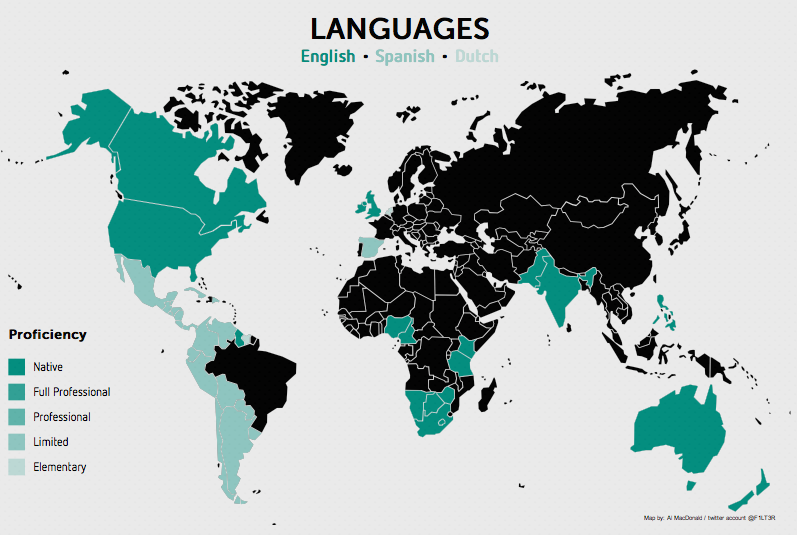 LANGUAGES
English • Spanish • Dutch
Proficiency
Native
Full Professional
Professional
Limited
Elementary
Map by: Al MacDonald / twitter account @F1LT3R